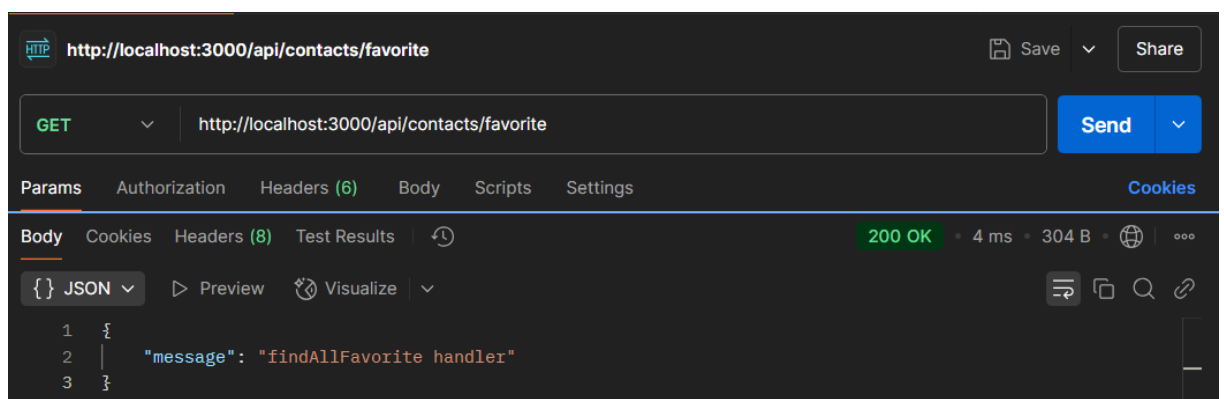 HTTP http://localhost:3000/api/contacts/favorite Save Share
GET http://localhost:3000/api/contacts/favorite Send
Params Authorization Headers (6) Body Scripts Settings Cookies
Body Cookies Headers (8) Test Results 200 OK • 4 ms • 304 B •
{} JSON Preview Visualize
1 {
2 "message": "findAllFavorite handler"
3 }